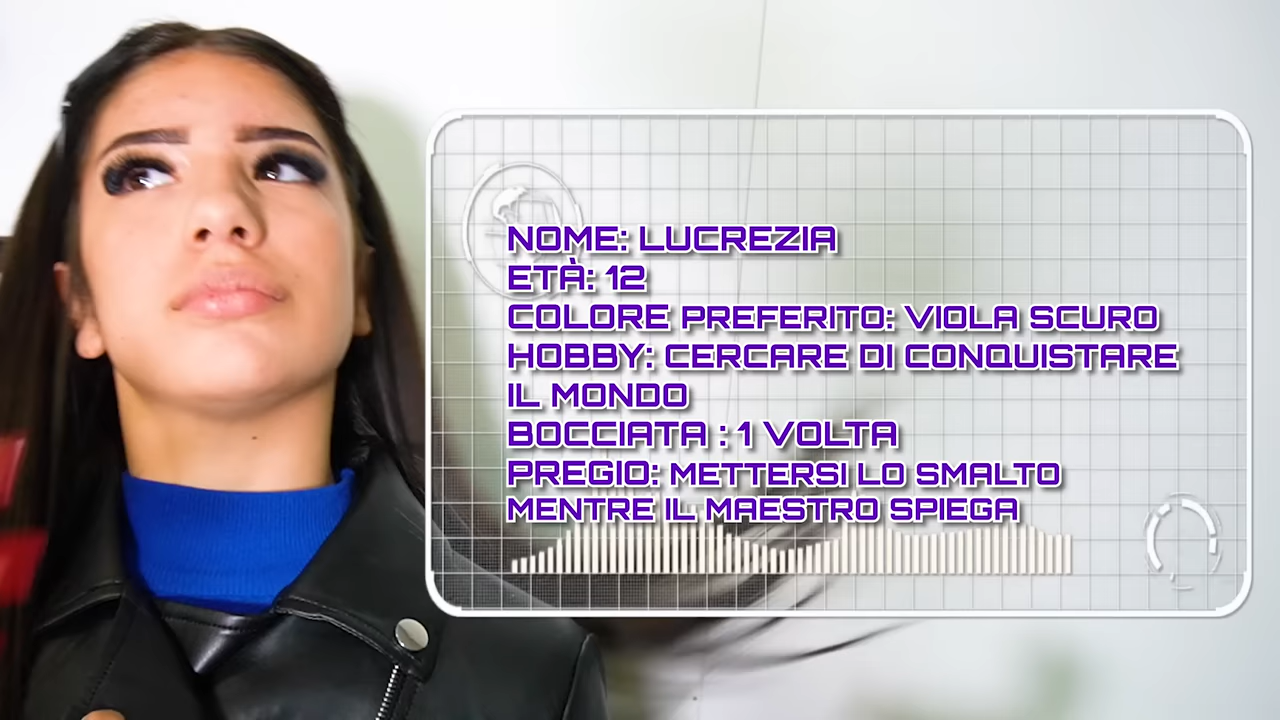 NOME: LUCREZIA
ETÀ: 12
COLORE PREFERITO: VIOLA SCURO
HOBBY: CERCARE DI CONQUISTARE
IL MONDO
BOCCIATA : 1 VOLTA
PREGIO: METTERSI LO SMALTO
MENTRE IL MAESTRO SPIEGA